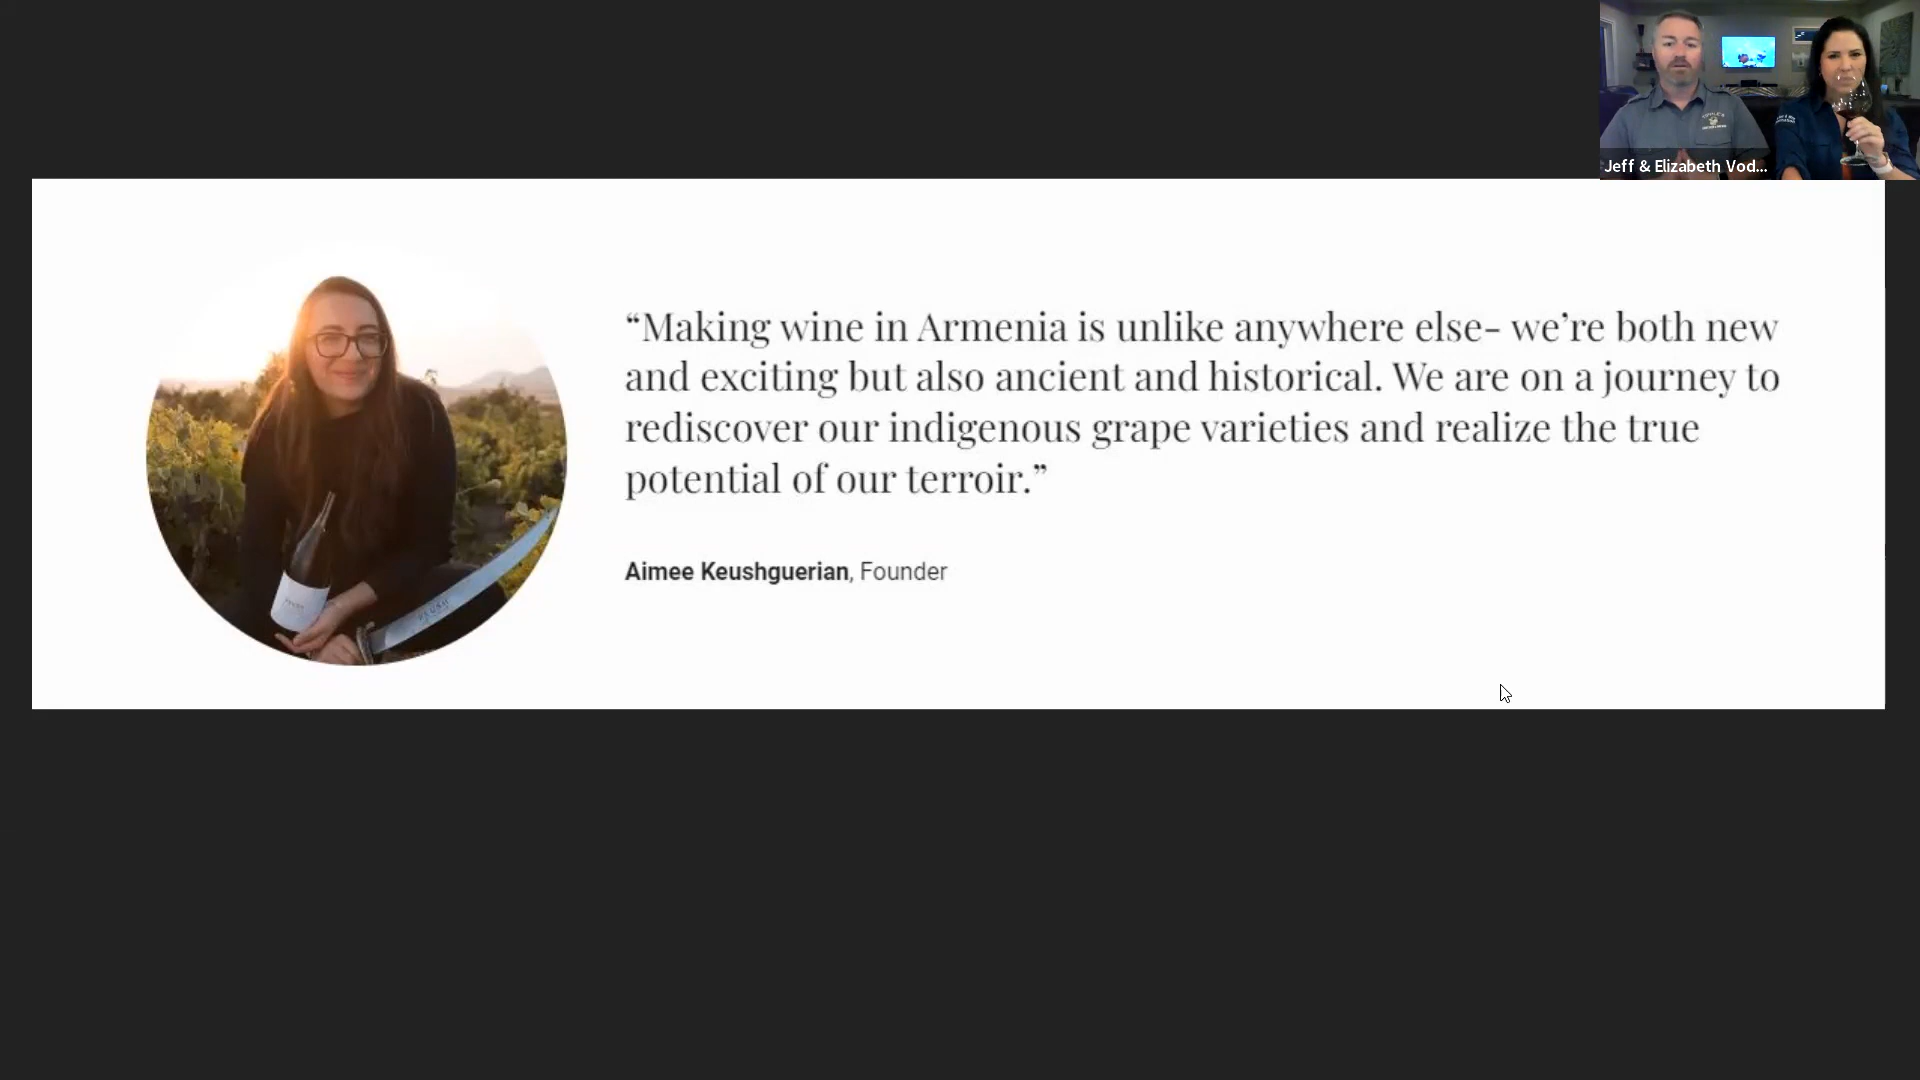 Jeff & Elizabeth Vod...
“Making wine in Armenia is unlike anywhere else- we’re both new
and exciting but also ancient and historical. We are on a journey to
rediscover our indigenous grape varieties and realize the true
potential of our terroir.”
Aimee Keushguerian, Founder
KEUSH